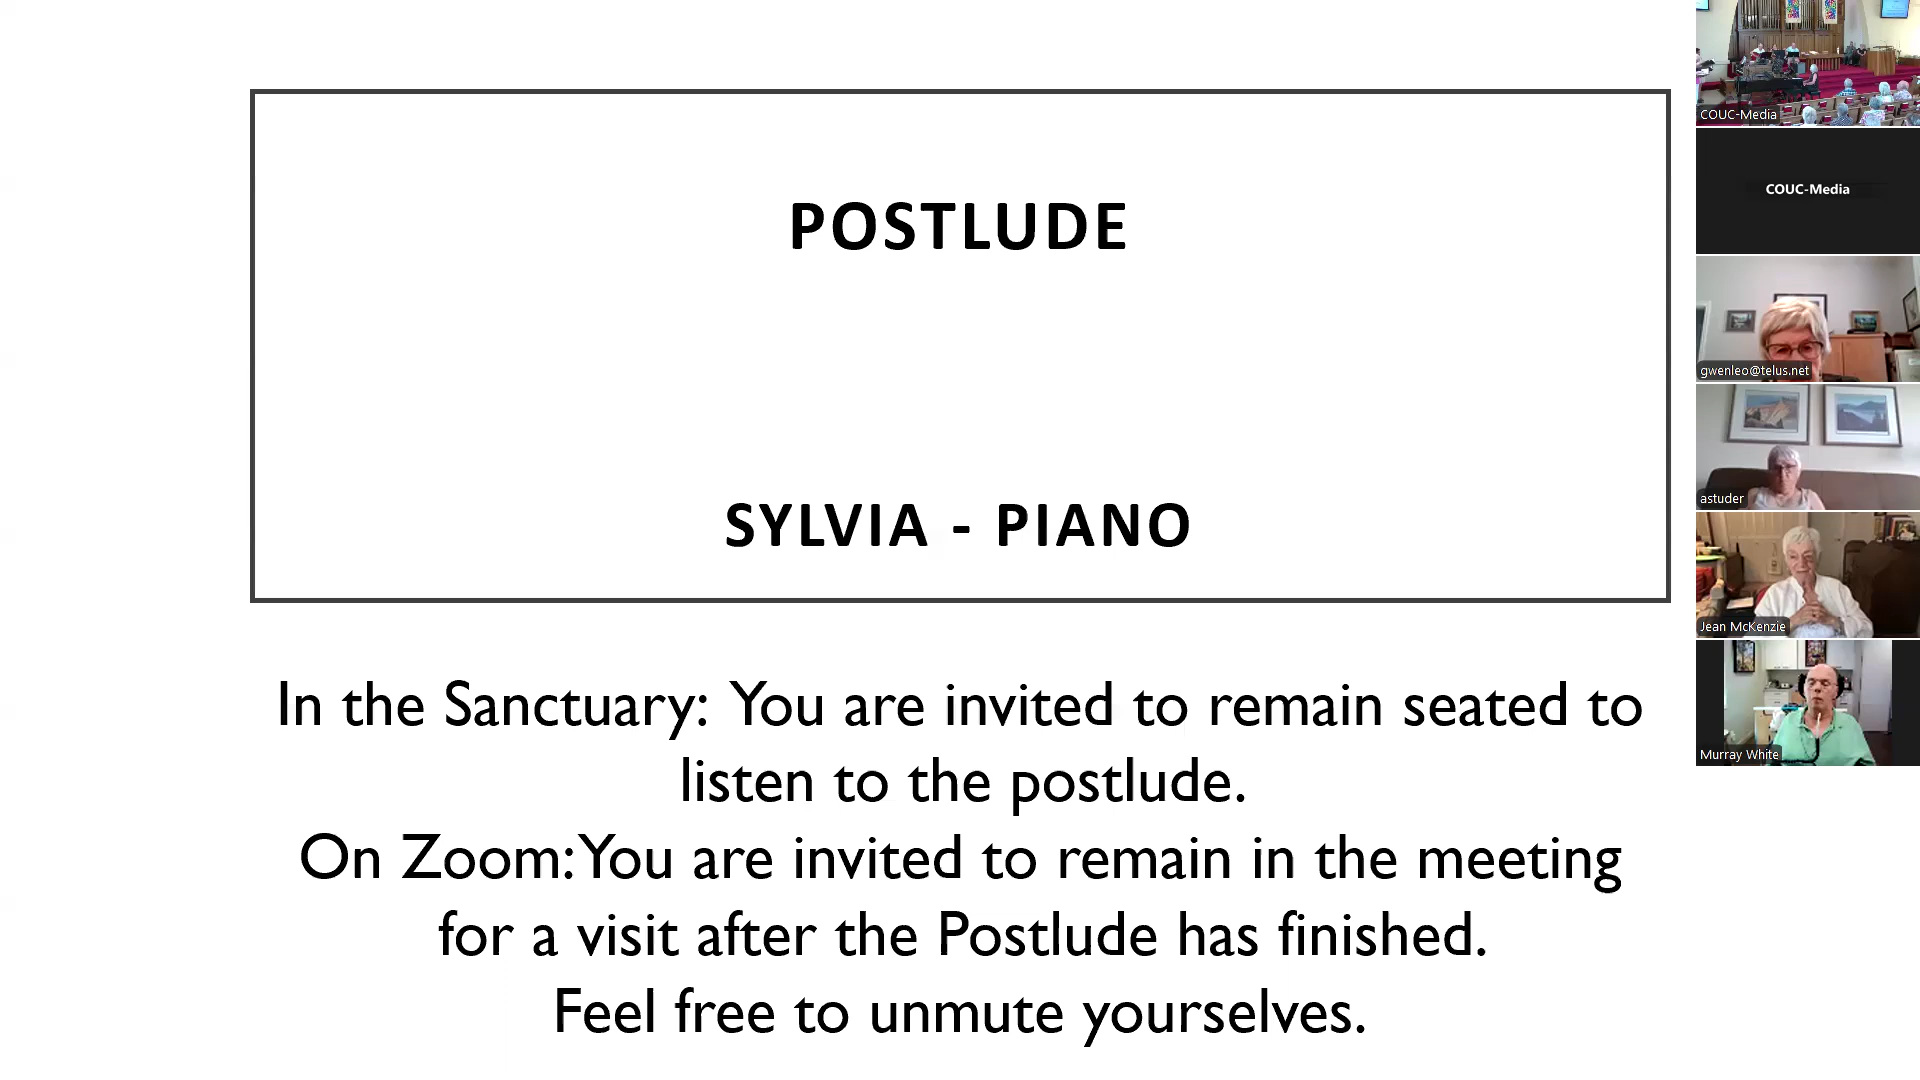 POSTLUDE
SYLVIA - PIANO
In the Sanctuary: You are invited to remain seated to
listen to the postlude.
On Zoom: You are invited to remain in the meeting
for a visit after the Postlude has finished.
Feel free to unmute yourselves.
COUC-Media
COUC-Media
gwenleo@telus.net
astuder
Jean McKenzie
Murray White